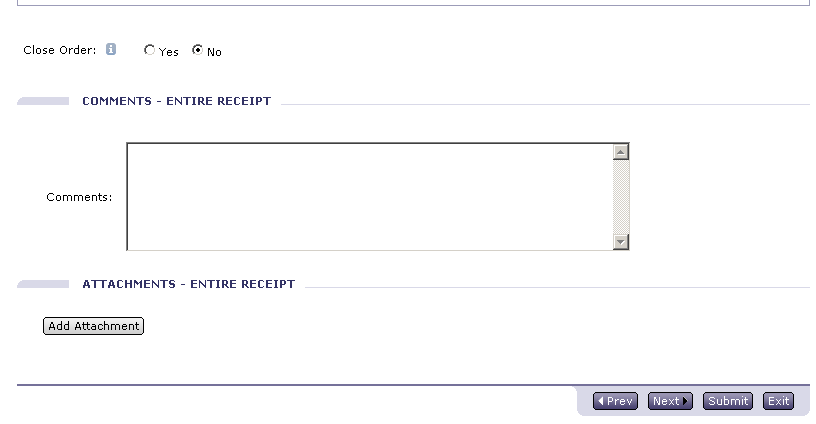 Close Order: i Yes No
COMMENTS - ENTIRE RECEIPT
Comments:
ATTACHMENTS - ENTIRE RECEIPT
Add Attachment
Prev Next Submit Exit